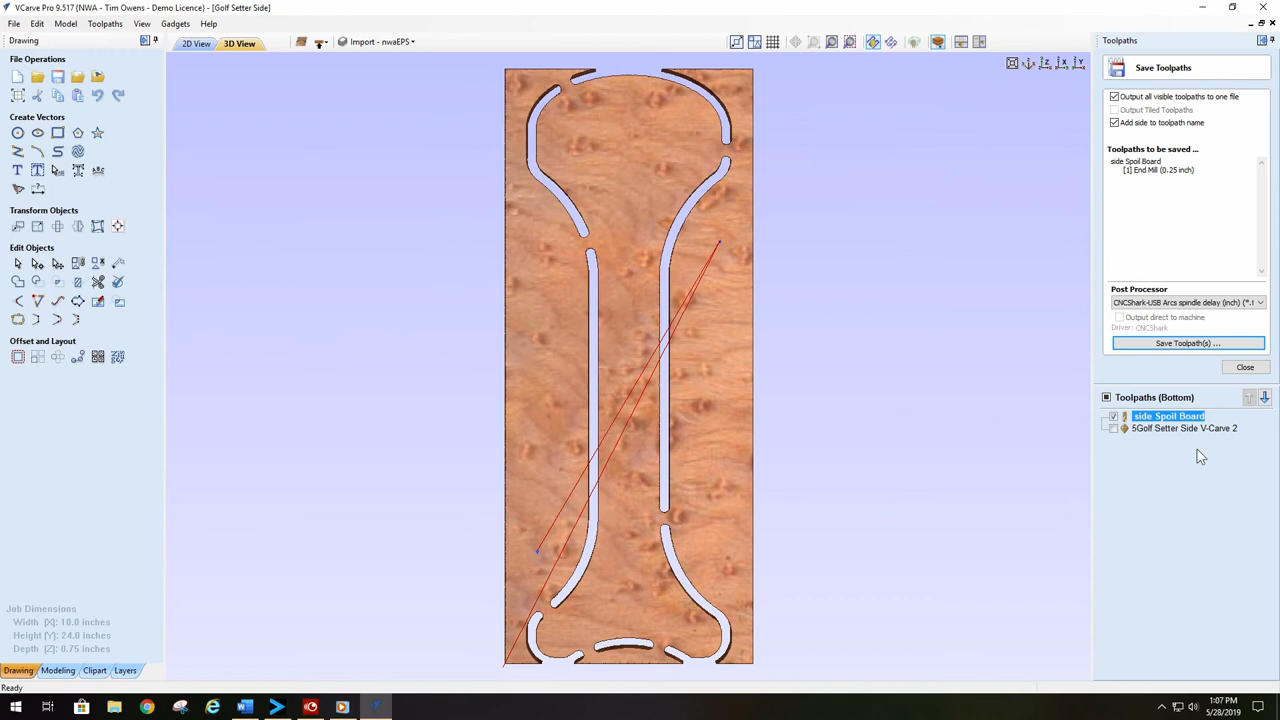 VCarve Pro 9.517 (NWA - Tim Owens - Demo Licence) - [Golf Setter Side]
File Edit Model Toolpaths View Gadgets Help
Drawing
2D View 3D View
Import - nwaEPS
Toolpaths
File Operations
Create Vectors
Transform Objects
Edit Objects
Offset and Layout
Save Toolpaths
Output all visible toolpaths to one file
Output Tiled Toolpaths
Add side to toolpath name
Toolpaths to be saved ...
side Spoil Board
[1] End Mill (0.25 inch)
Post Processor
CNCShark-USB Arcs spindle delay (inch) (*.t
Output direct to machine
Driver: CNCShark
Save Toolpath(s) ...
Close
Toolpaths (Bottom)
side Spoil Board
5Golf Setter Side V-Carve 2
Job Dimensions
Width (X): 10.0 inches
Height (Y): 24.0 inches
Depth (Z): 0.75 inches
Drawing Modeling Clipart Layers
Ready
1:07 PM
5/28/2019